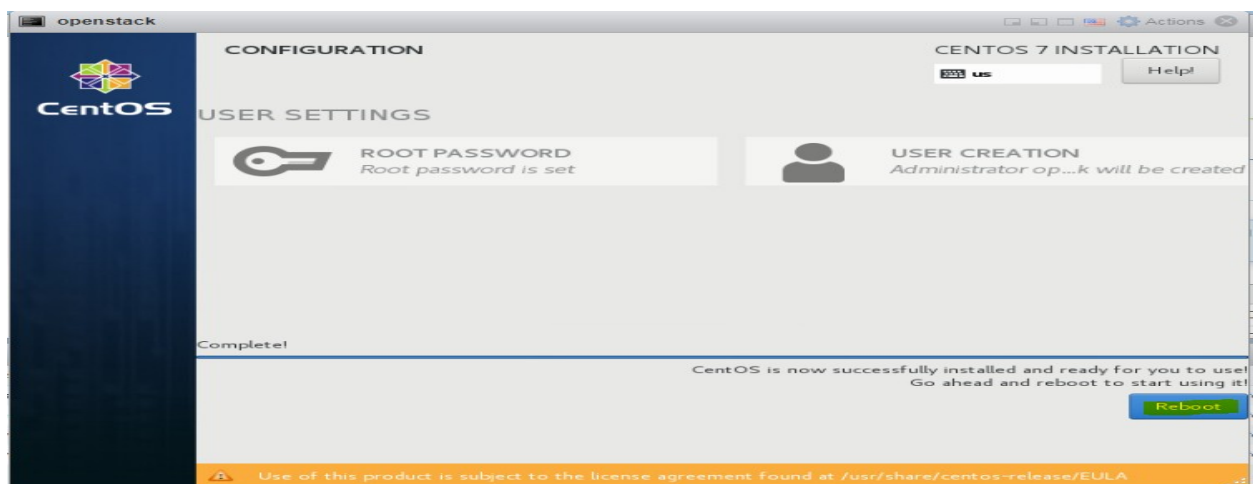 openstack
Actions
CONFIGURATION
CENTOS 7 INSTALLATION
us
Help!
CentOS
USER SETTINGS
ROOT PASSWORD
Root password is set
USER CREATION
Administrator op...k will be created
Complete!
CentOS is now successfully installed and ready for you to use!
Go ahead and reboot to start using it!
Reboot
Use of this product is subject to the license agreement found at /usr/share/centos-release/EULA